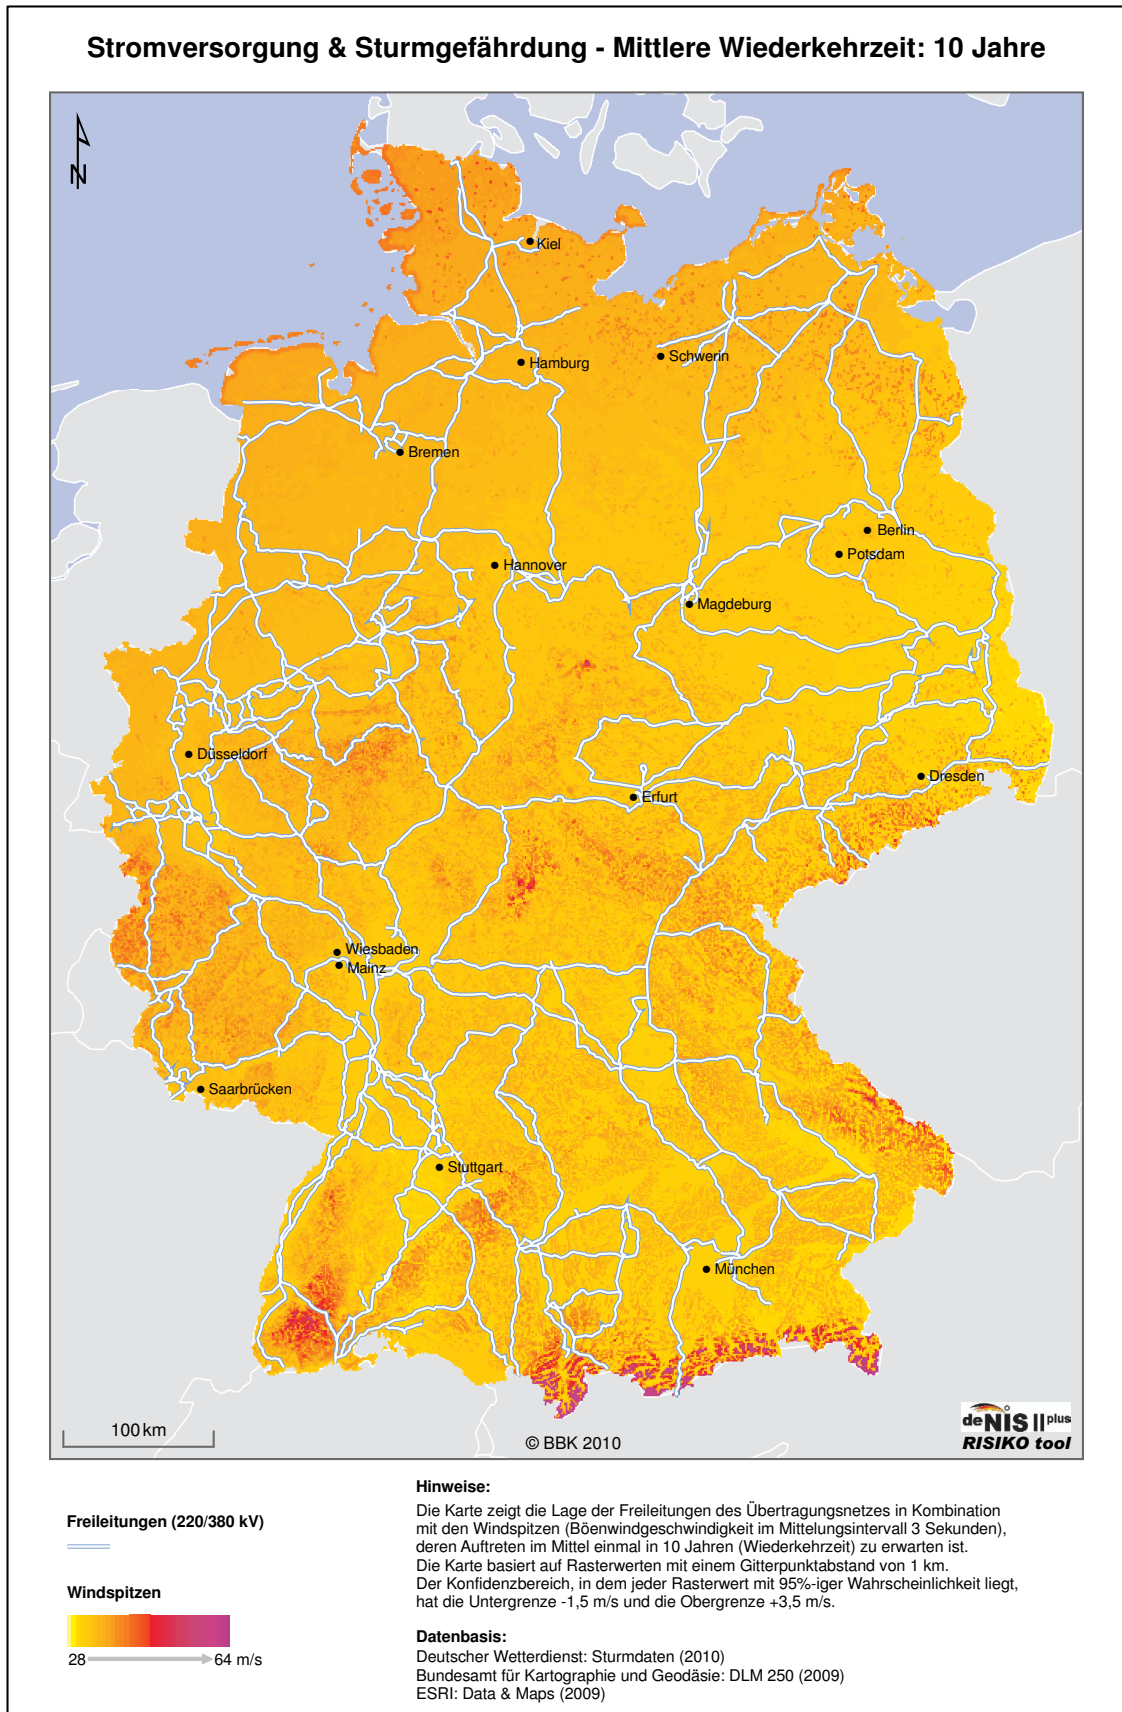 Stromversorgung & Sturmgefährdung - Mittlere Wiederkehrzeit: 10 Jahre
N
Kiel
Hamburg
Schwerin
Bremen
Berlin
Potsdam
Hannover
Magdeburg
Düsseldorf
Dresden
Erfurt
Wiesbaden
Mainz
Saarbrücken
Stuttgart
München
100 km
© BBK 2010
deNIS II plus
RISIKO tool
Freileitungen (220/380 kV)
Windspitzen
28
64 m/s
Hinweise:
Die Karte zeigt die Lage der Freileitungen des Übertragungsnetzes in Kombination
mit den Windspitzen (Böenwindgeschwindigkeit im Mittelungsintervall 3 Sekunden),
deren Auftreten im Mittel einmal in 10 Jahren (Wiederkehrzeit) zu erwarten ist.
Die Karte basiert auf Rasterwerten mit einem Gitterpunktabstand von 1 km.
Der Konfidenzbereich, in dem jeder Rasterwert mit 95%-iger Wahrscheinlichkeit liegt,
hat die Untergrenze -1,5 m/s und die Obergrenze +3,5 m/s.
Datenbasis:
Deutscher Wetterdienst: Sturmdaten (2010)
Bundesamt für Kartographie und Geodäsie: DLM 250 (2009)
ESRI: Data & Maps (2009)